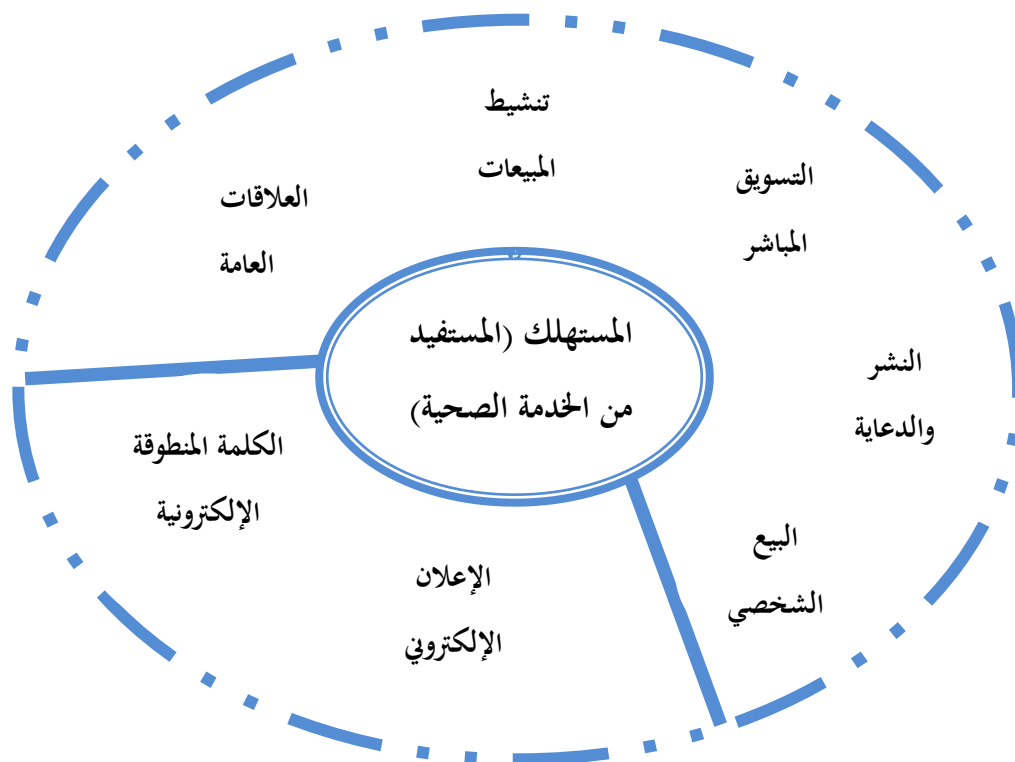 تنشيط
المبيعات
التسويق
المباشر
العلاقات
العامة
المستهلك (المستفيد
من الخدمة الصحية)
النشر
والدعاية
الكلمة المنطوقة
الإلكترونية
البيع
الشخصي
الإعلان
الإلكتروني